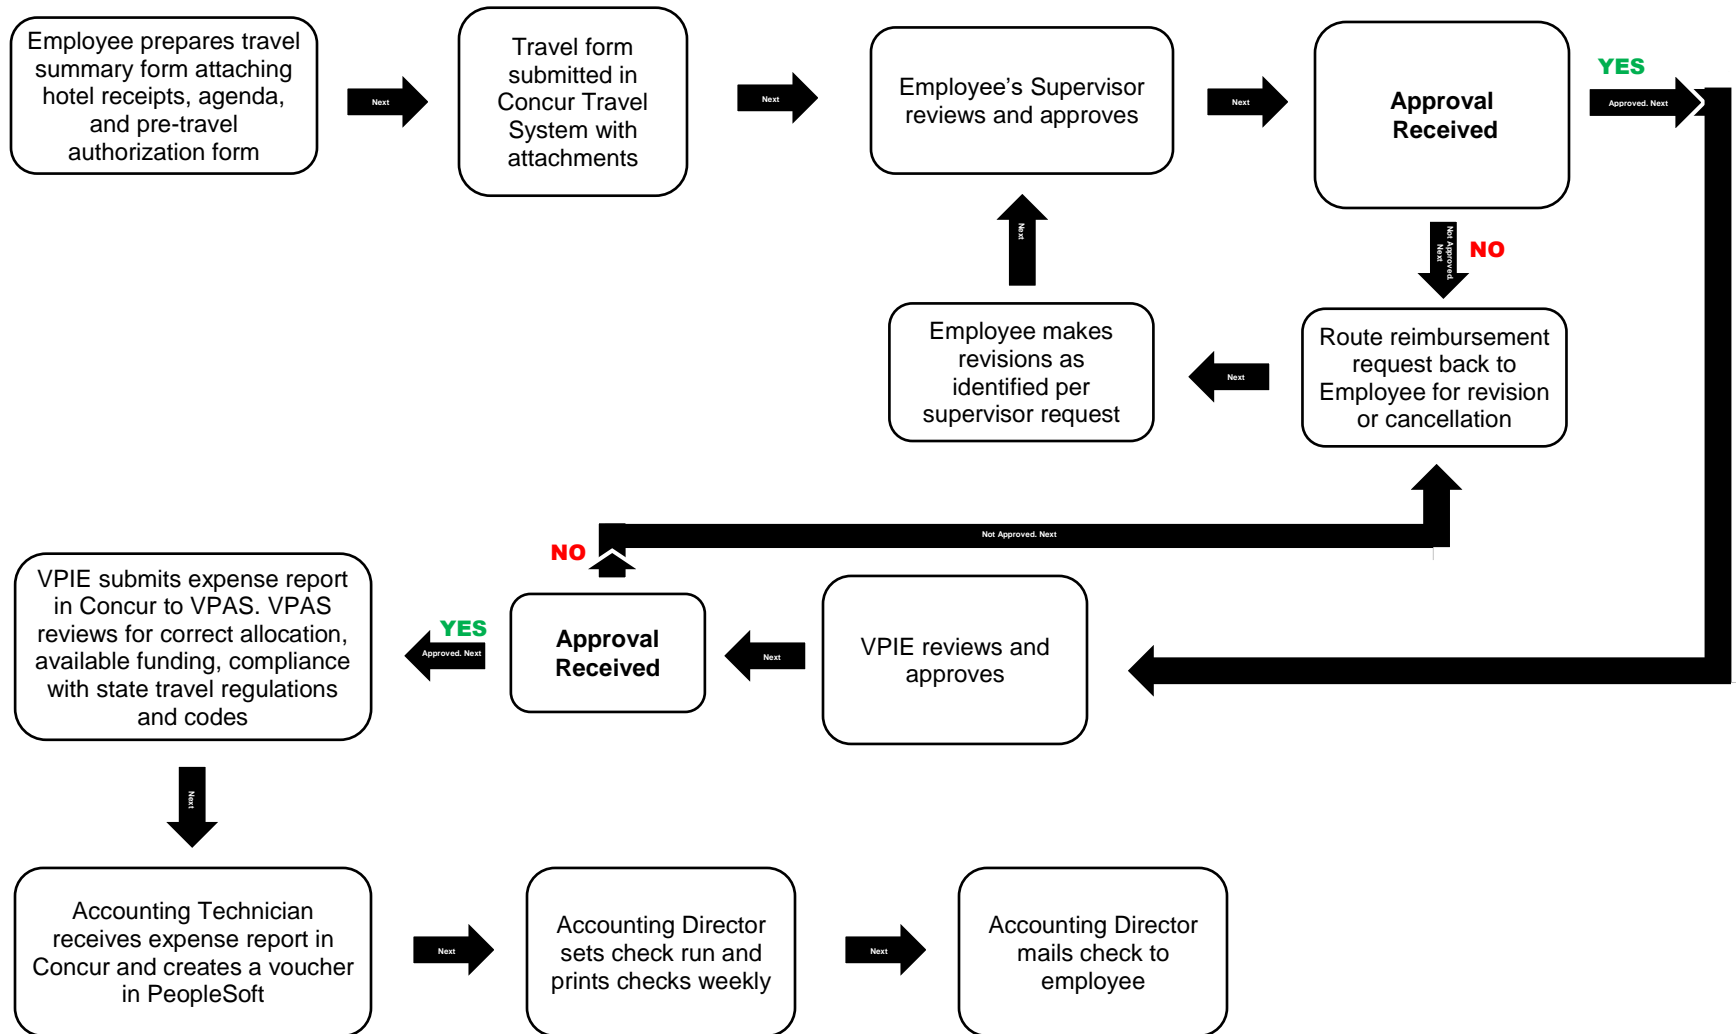 Employee prepares travel
summary form attaching
hotel receipts, agenda,
and pre-travel
authorization form
Next
Travel form
submitted in
Concur Travel
System with
attachments
Next
Employee's Supervisor
reviews and approves
Next
Approval
Received
YES
Approved. Next
Not Approved.
Next
NO
Route reimbursement
request back to
Employee for revision
or cancellation
Next
Employee makes
revisions as
identified per
supervisor request
Next
VPIE reviews and
approves
Next
Approval
Received
NO
Not Approved. Next
YES
Approved. Next
VPIE submits expense report
in Concur to VPAS. VPAS
reviews for correct allocation,
available funding, compliance
with state travel regulations
and codes
Next
Accounting Technician
receives expense report in
Concur and creates a voucher
in PeopleSoft
Next
Accounting Director
sets check run and
prints checks weekly
Next
Accounting Director
mails check to
employee